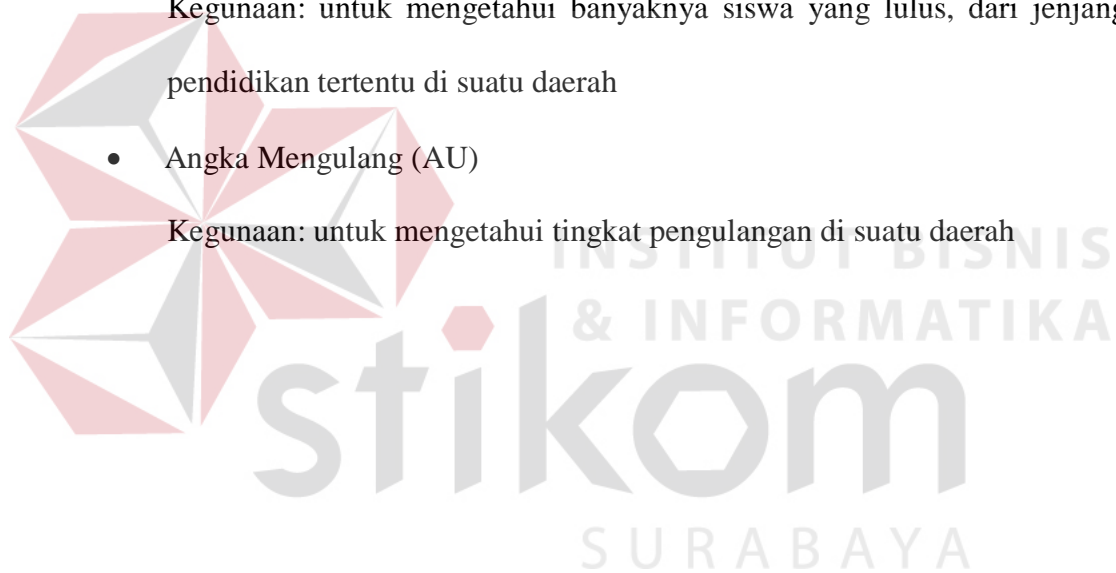 Kegunaan: untuk mengetahui banyaknya siswa yang lulus, dari jenjang
pendidikan tertentu di suatu daerah
• Angka Mengulang (AU)
Kegunaan: untuk mengetahui tingkat pengulangan di suatu daerah
INSTITUT BISNIS
& INFORMATIKA
stikom
SURABAYA